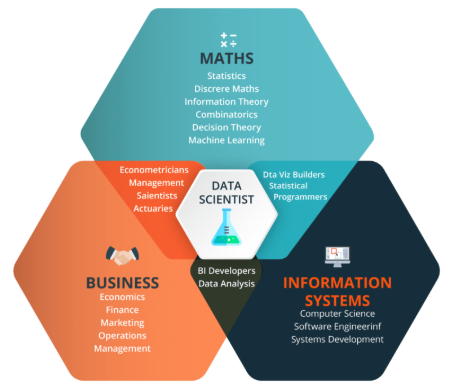 MATHS
Statistics
Discrere Maths
Information Theory
Combinatorics
Decision Theory
Machine Learning
Econometricians
Management
Saientists
Actuaries
DATA
SCIENTIST
Dta Viz Builders
Statistical
Programmers
BI Developers
Data Analysis
BUSINESS
Economics
Finance
Marketing
Operations
Management
INFORMATION
SYSTEMS
Computer Science
Software Engineerinf
Systems Development